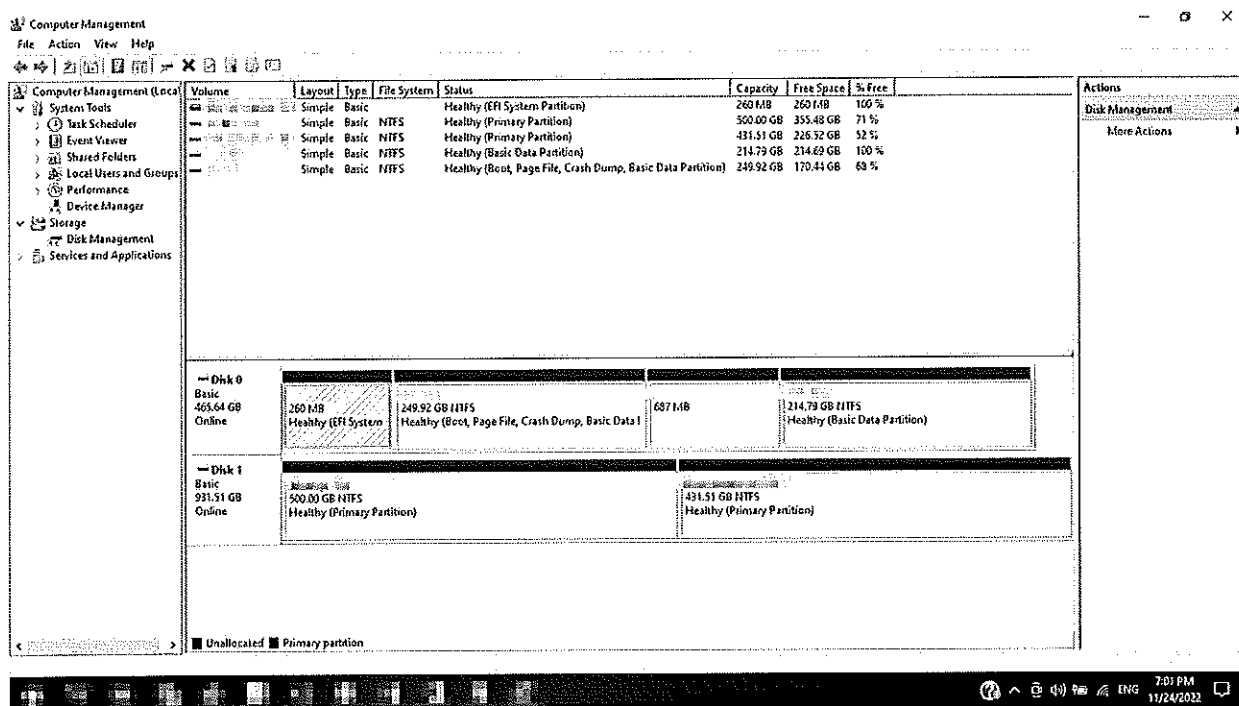 Computer Management
File Action View Help
Computer Management (Local
System Tools
Task Scheduler
Event Viewer
Shared Folders
Local Users and Groups
Performance
Device Manager
Storage
Disk Management
Services and Applications
Volume Layout Type File System Status Capacity Free Space % Free
Simple Basic Healthy (EFI System Partition) 260 MB 260 MB 100 %
Simple Basic NTFS Healthy (Primary Partition) 500.00 GB 355.48 GB 71 %
Simple Basic NTFS Healthy (Primary Partition) 431.51 GB 226.52 GB 52 %
Simple Basic NTFS Healthy (Basic Data Partition) 214.79 GB 214.69 GB 100 %
Simple Basic NTFS Healthy (Boot, Page File, Crash Dump, Basic Data Partition) 249.92 GB 170.44 GB 68 %
Actions
Disk Management
More Actions
Disk 0
Basic
465.64 GB
Online
260 MB
Healthy (EFI System
249.92 GB NTFS
Healthy (Boot, Page File, Crash Dump, Basic Data
687 MB
214.79 GB NTFS
Healthy (Basic Data Partition)
Disk 1
Basic
931.51 GB
Online
500.00 GB NTFS
Healthy (Primary Partition)
431.51 GB NTFS
Healthy (Primary Partition)
Unallocated Primary partition
ENG
7:01 PM
11/24/2022